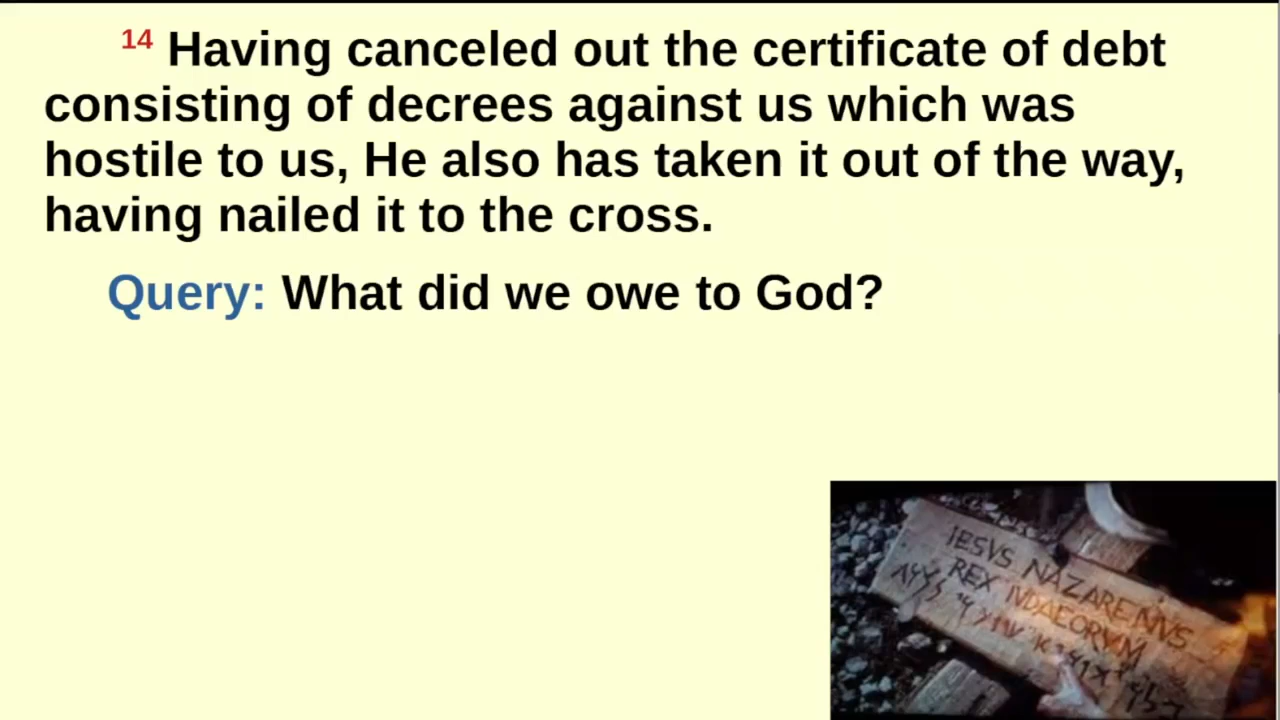 14 Having canceled out the certificate of debt
consisting of decrees against us which was
hostile to us, He also has taken it out of the way,
having nailed it to the cross.
Query: What did we owe to God?
IESVS NAZARENVS
REX IVDAEORVM